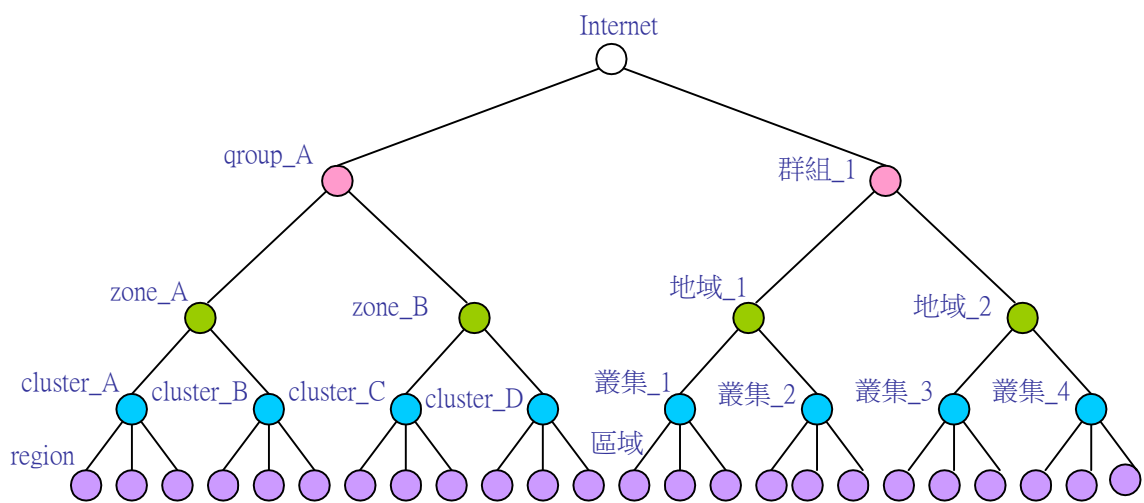 Internet
qroup_A
群組_1
zone_A
zone_B
地域_1
地域_2
cluster_A
cluster_B
cluster_C
cluster_D
叢集_1
叢集_2
叢集_3
叢集_4
region
區域